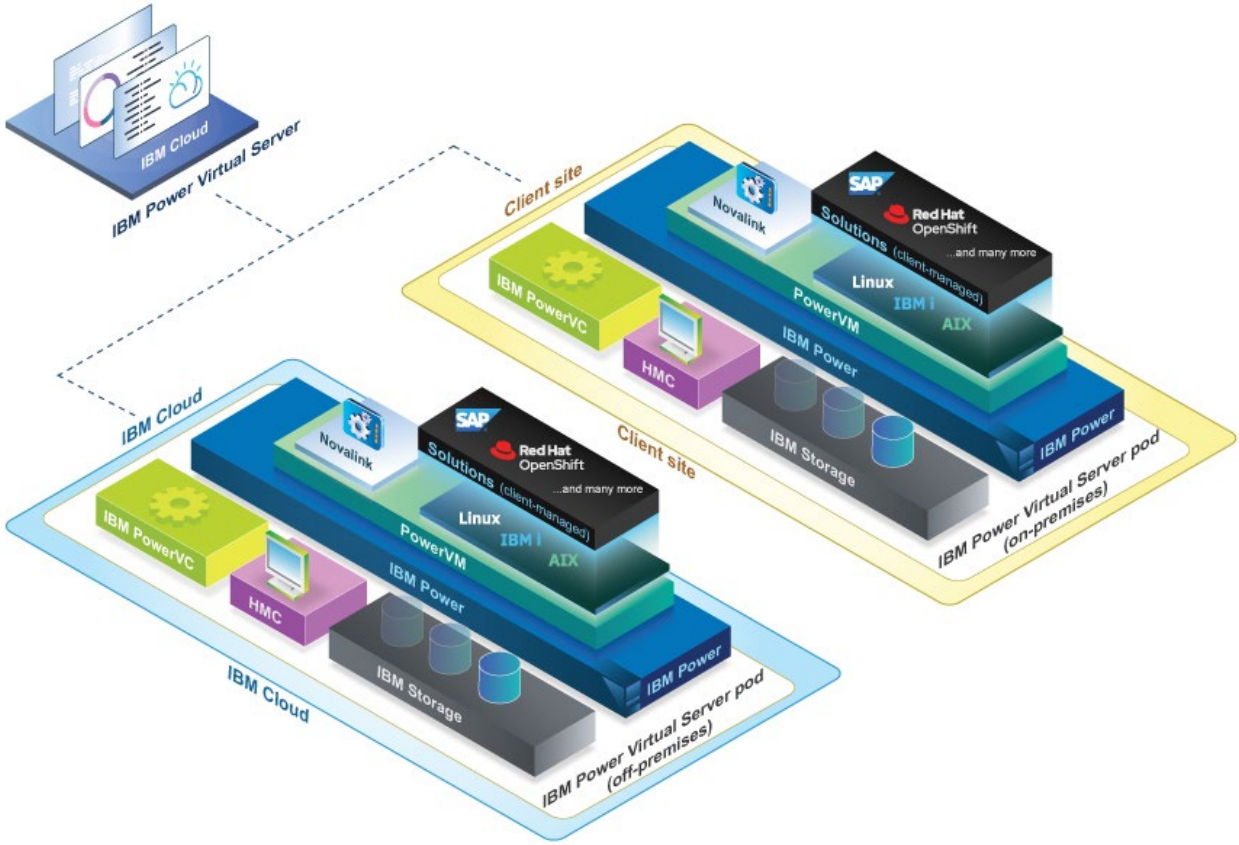 IBM Cloud
IBM Power Virtual Server
Client site
Novalink
SAP
Red Hat
OpenShift
...and many more
Solutions (client-managed)
Linux
IBM i
AIX
PowerVM
IBM Power
IBM Power
IBM PowerVC
HMC
IBM Storage
Client site
IBM Power Virtual Server pod
(on-premises)
IBM Cloud
Novalink
SAP
Red Hat
OpenShift
...and many more
Solutions (client-managed)
Linux
IBM i
AIX
PowerVM
IBM Power
IBM Power
IBM PowerVC
HMC
IBM Storage
IBM Cloud
IBM Power Virtual Server pod
(off-premises)